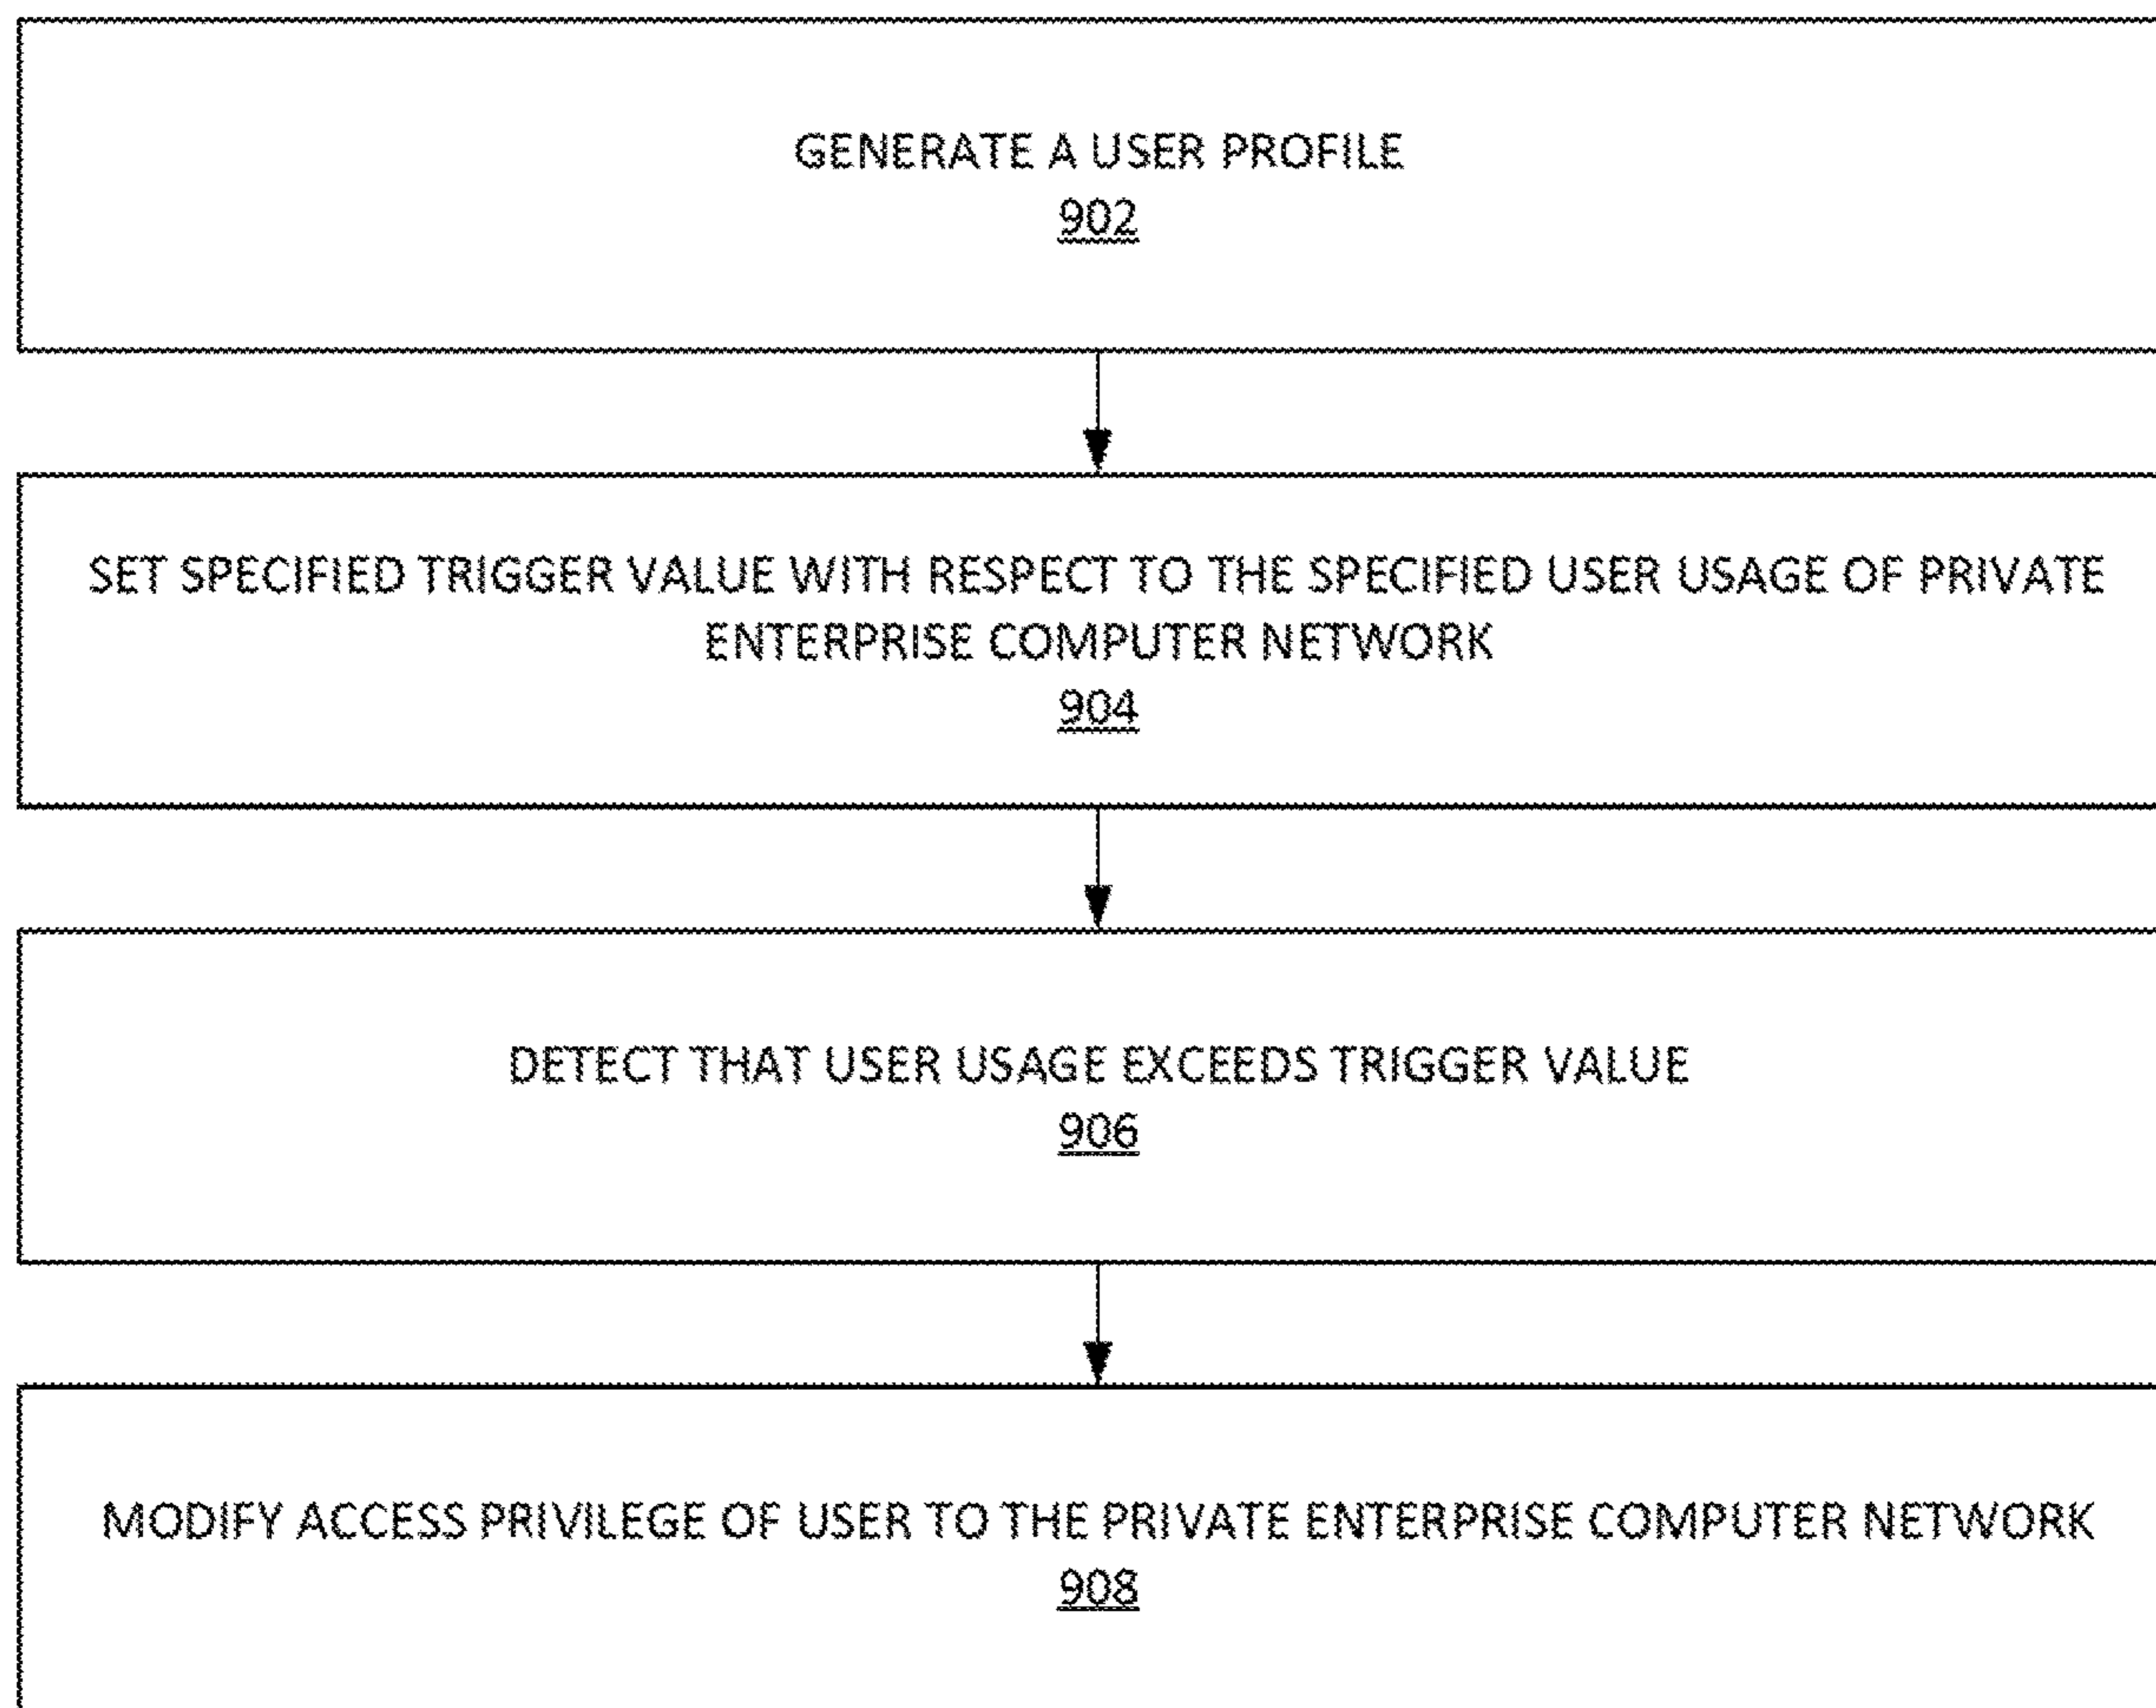 GENERATE A USER PROFILE
902
SET SPECIFIED TRIGGER VALUE WITH RESPECT TO THE SPECIFIED USER USAGE OF PRIVATE
ENTERPRISE COMPUTER NETWORK
904
DETECT THAT USER USAGE EXCEEDS TRIGGER VALUE
906
MODIFY ACCESS PRIVILEGE OF USER TO THE PRIVATE ENTERPRISE COMPUTER NETWORK
908